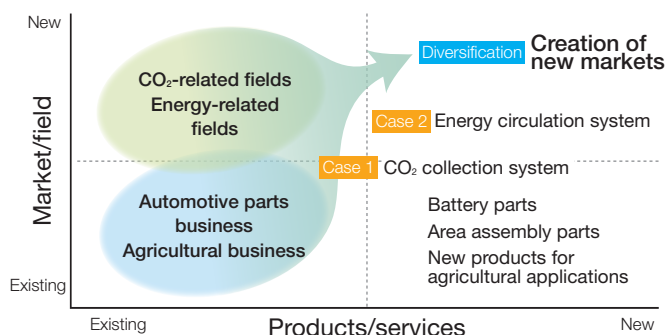 New
Market/field
Existing
CO₂-related fields
Energy-related
fields
Automotive parts
business
Agricultural business
Diversification
Creation of
new markets
Case 2 Energy circulation system
Case 1 CO₂ collection system
Battery parts
Area assembly parts
New products for
agricultural applications
Existing
Products/services
New